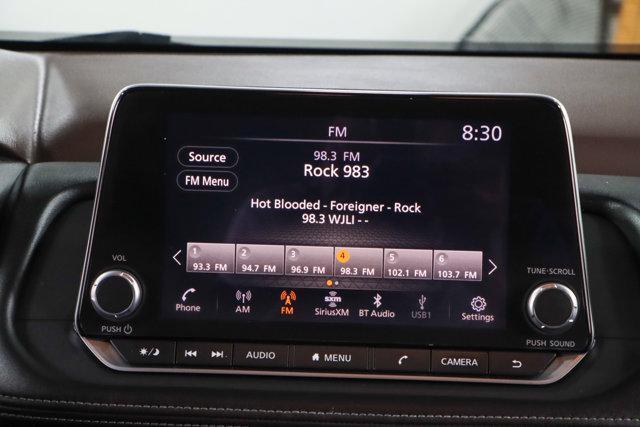 FM
8:30
Source
98.3 FM
Rock 983
FM Menu
Hot Blooded - Foreigner - Rock
98.3 WJLI - -
1 2 3 4 5 6
93.3 FM 94.7 FM 96.9 FM 98.3 FM 102.1 FM 103.7 FM
VOL
TUNE·SCROLL
Phone AM FM sxm SiriusXM BT Audio USB1 Settings
PUSH
PUSH SOUND
AUDIO MENU CAMERA